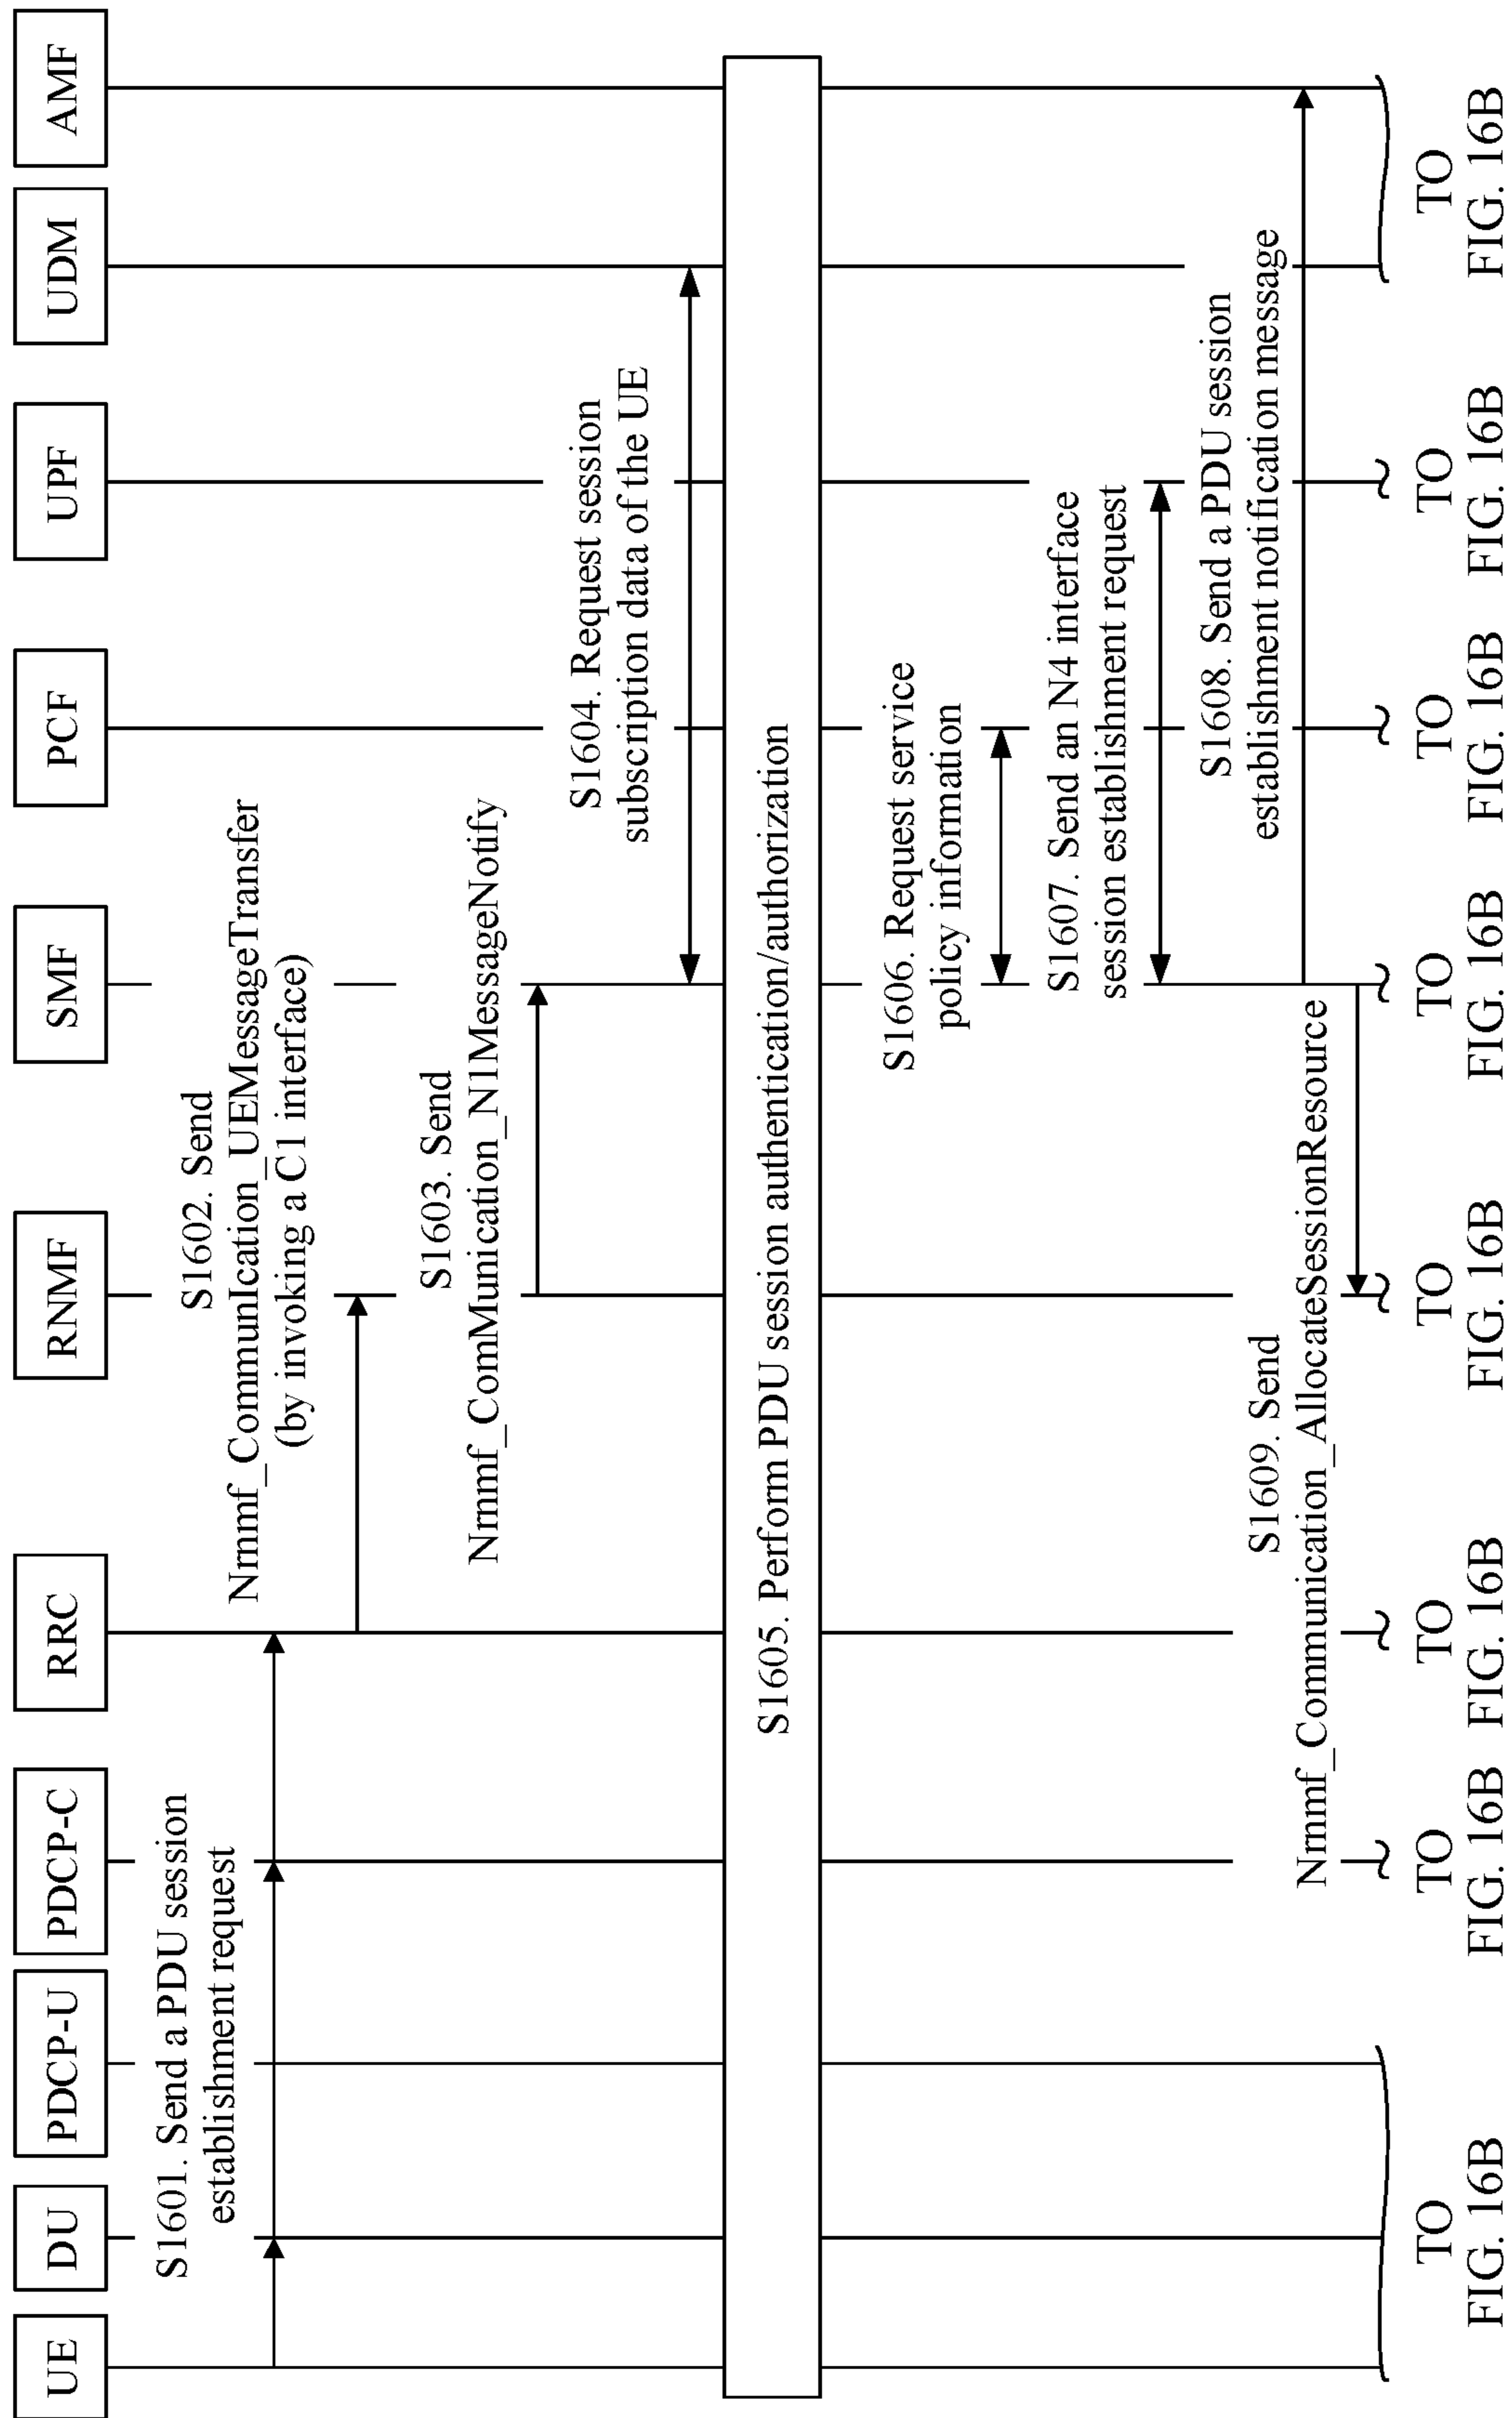 UE
DU
PDCP-U
PDCP-C
RRC
RNMF
SMF
PCF
UPF
UDM
AMF
S1601. Send a PDU session
establishment request
S1602. Send
Nrnmf_CommunIcation_UEMessageTransfer
(by invoking a C1 interface)
S1603. Send
Nrnmf_ComMunication_N1MessageNotify
S1604. Request session
subscription data of the UE
S1605. Perform PDU session authentication/authorization
S1606. Request service
policy information
S1607. Send an N4 interface
session establishment request
S1608. Send a PDU session
establishment notification message
S1609. Send
Nrnmf_Communication_AllocateSessionResource
TO
FIG. 16B
TO
FIG. 16B
TO
FIG. 16B
TO
FIG. 16B
TO
FIG. 16B
TO
FIG. 16B
TO
FIG. 16B
TO
FIG. 16B